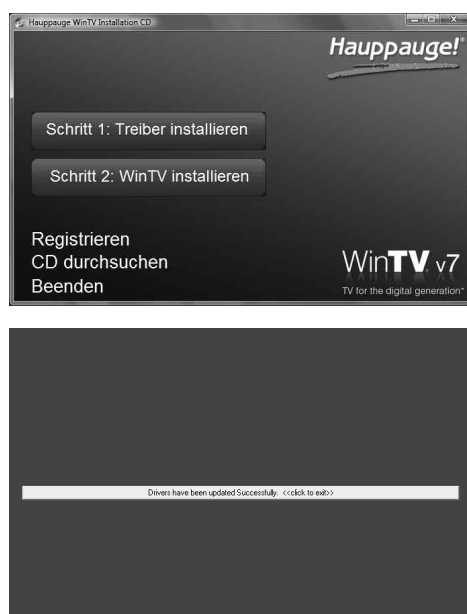 Hauppauge WinTV Installation CD
Hauppauge!
Schritt 1: Treiber installieren
Schritt 2: WinTV installieren
Registrieren
CD durchsuchen
Beenden
WinTV v7
TV for the digital generation™
Drivers have been updated Successfully. <<click to exit>>